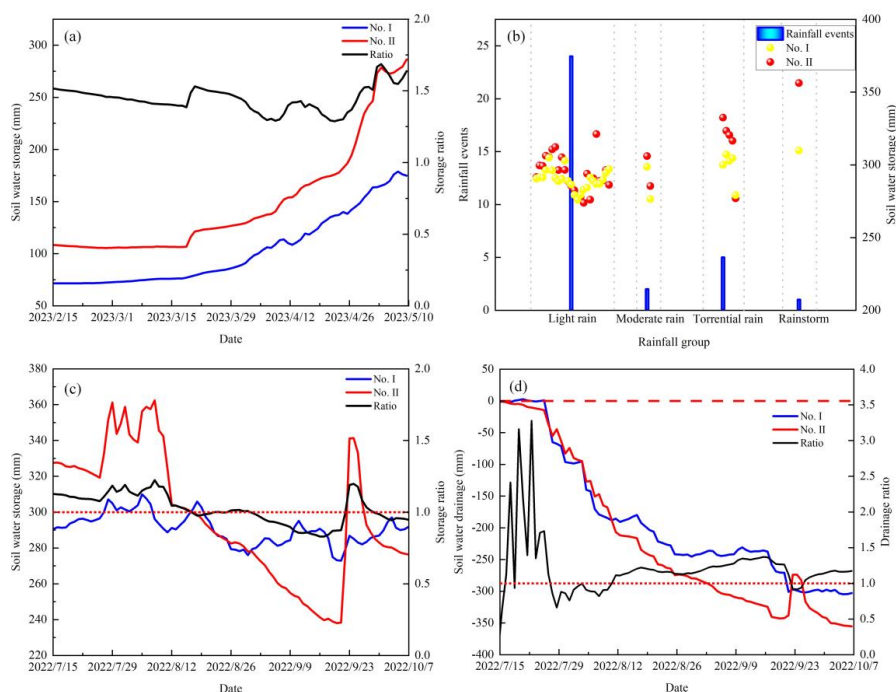 (a)
No. I
No. II
Ratio
Soil water storage (mm)
300
250
200
150
100
50
2.0
1.5
1.0
0.5
0.0
Storage ratio
2023/2/15 2023/3/1 2023/3/15 2023/3/29 2023/4/12 2023/4/26 2023/5/10
Date
(b)
Rainfall events
No. I
No. II
Rainfall events
25
20
15
10
5
0
400
350
300
250
200
Soil water storage (mm)
Light rain Moderate rain Torrential rain Rainstorm
Rainfall group
(c)
No. I
No. II
Ratio
Soil water storage (mm)
380
360
340
320
300
280
260
240
220
2.0
1.5
1.0
0.5
0.0
Storage ratio
2022/7/15 2022/7/29 2022/8/12 2022/8/26 2022/9/9 2022/9/23 2022/10/7
Date
(d)
No. I
No. II
Ratio
Soil water drainage (mm)
50
0
-50
-100
-150
-200
-250
-300
-350
-400
4.0
3.5
3.0
2.5
2.0
1.5
1.0
0.5
0.0
Drainage ratio
2022/7/15 2022/7/29 2022/8/12 2022/8/26 2022/9/9 2022/9/23 2022/10/7
Date